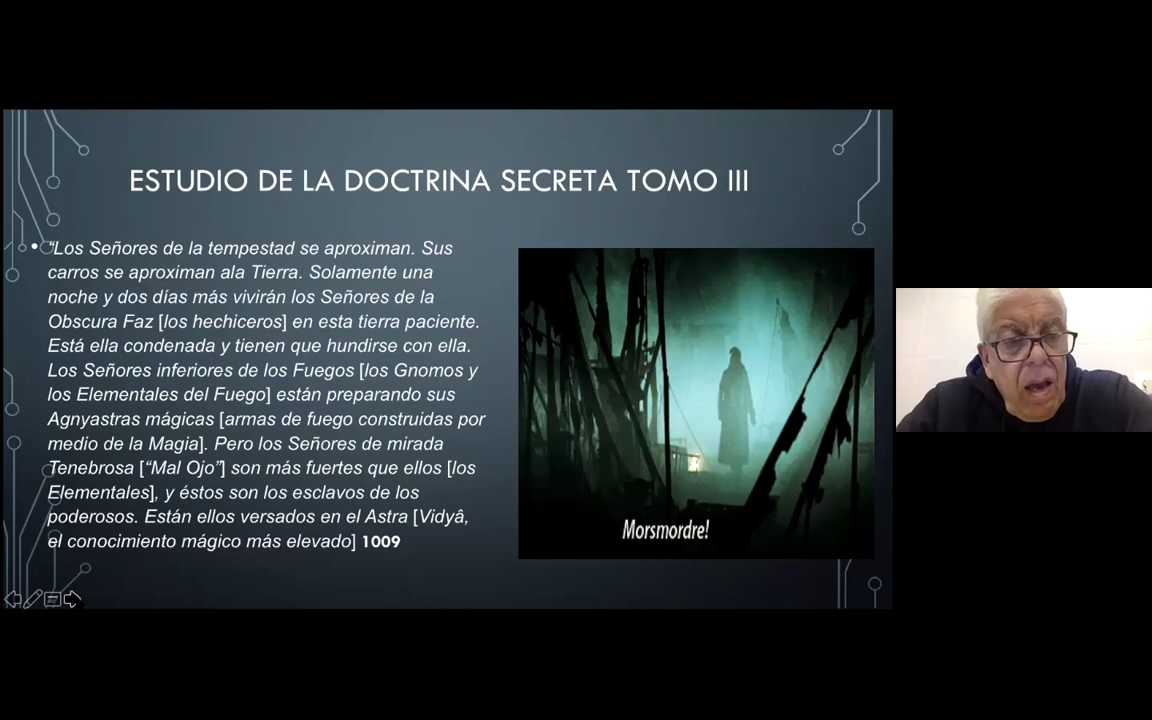 ESTUDIO DE LA DOCTRINA SECRETA TOMO III
• “Los Señores de la tempestad se aproximan. Sus
carros se aproximan ala Tierra. Solamente una
noche y dos días más vivirán los Señores de la
Obscura Faz [los hechiceros] en esta tierra paciente.
Está ella condenada y tienen que hundirse con ella.
Los Señores inferiores de los Fuegos [los Gnomos y
los Elementales del Fuego] están preparando sus
Agnyastras mágicas [armas de fuego construidas por
medio de la Magia]. Pero los Señores de mirada
Tenebrosa [“Mal Ojo”] son más fuertes que ellos [los
Elementales], y éstos son los esclavos de los
poderosos. Están ellos versados en el Astra [Vidyâ,
el conocimiento mágico más elevado] 1009
Morsmordre!